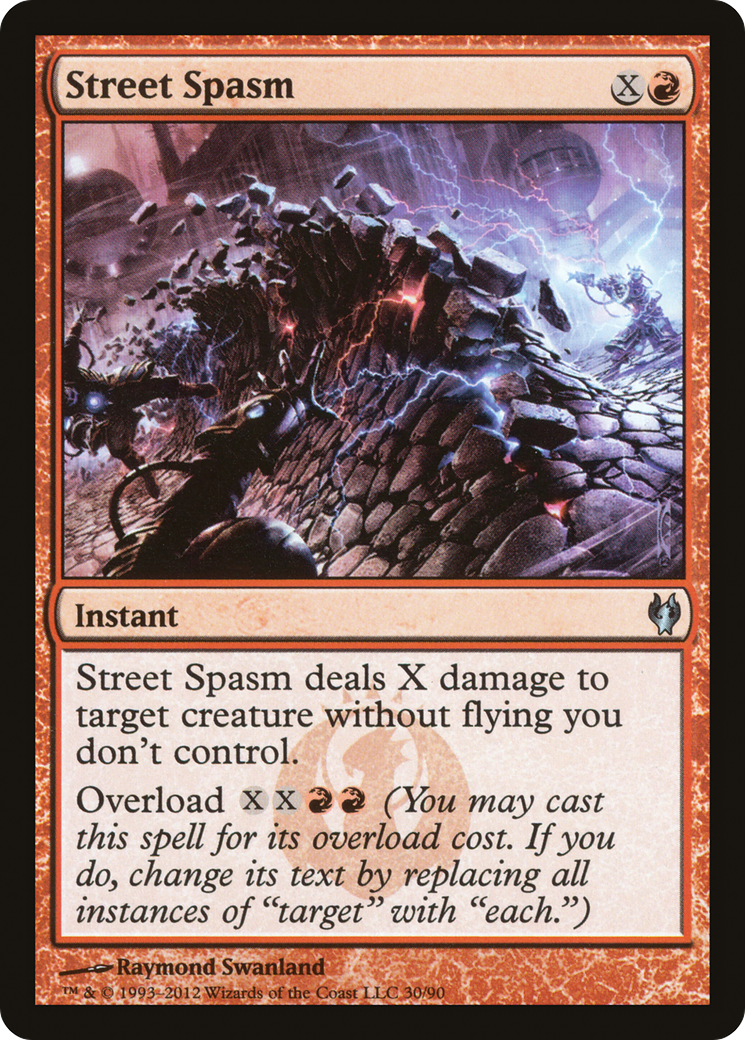 Street Spasm X
Instant
Street Spasm deals X damage to
target creature without flying you
don't control.
Overload X X (You may cast
this spell for its overload cost. If you
do, change its text by replacing all
instances of “target” with “each.”)
Raymond Swanland
™ & © 1993–2012 Wizards of the Coast LLC 30/90